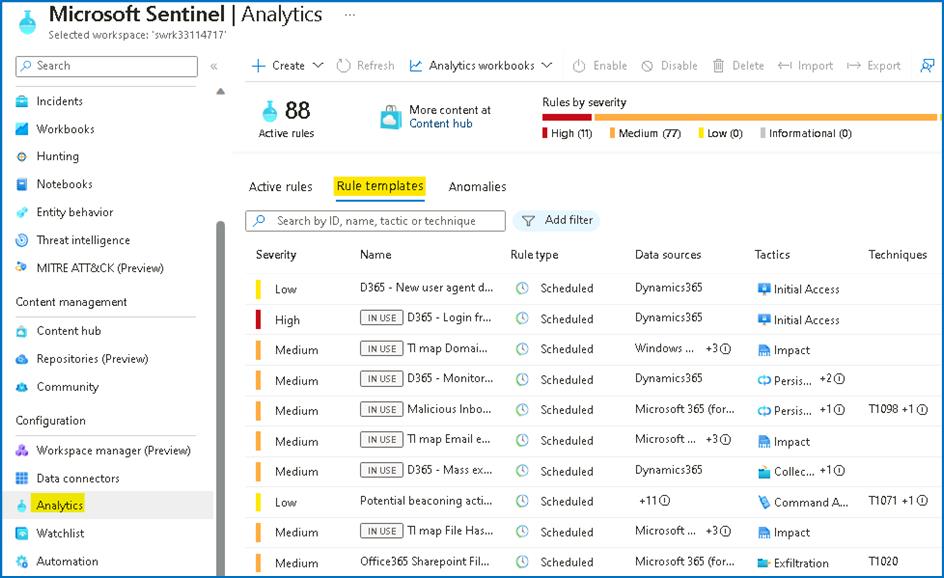 Microsoft Sentinel | Analytics ...
Selected workspace: 'swrk33114717'
Search «
Incidents
Workbooks
Hunting
Notebooks
Entity behavior
Threat intelligence
MITRE ATT&CK (Preview)
Content management
Content hub
Repositories (Preview)
Community
Configuration
Workspace manager (Preview)
Data connectors
Analytics
Watchlist
Automation
+ Create Refresh Analytics workbooks Enable Disable Delete Import Export
88
Active rules
More content at
Content hub
Rules by severity
High (11) Medium (77) Low (0) Informational (0)
Active rules Rule templates Anomalies
Search by ID, name, tactic or technique Add filter
Severity Name Rule type Data sources Tactics Techniques
Low D365 - New user agent d... Scheduled Dynamics365 Initial Access
High IN USE D365 - Login fr... Scheduled Dynamics365 Initial Access
Medium IN USE TI map Domai... Scheduled Windows ... +3 Impact
Medium IN USE D365 - Monitor... Scheduled Dynamics365 Persis... +2
Medium IN USE Malicious Inbo... Scheduled Microsoft 365 (for... Persis... +1 T1098 +1
Medium IN USE TI map Email e... Scheduled Microsoft ... +3 Impact
Medium IN USE D365 - Mass ex... Scheduled Dynamics365 Collec... +1
Low Potential beaconing acti... Scheduled +11 Command A... T1071 +1
Medium IN USE TI map File Has... Scheduled Microsoft ... +3 Impact
Medium Office365 Sharepoint Fil... Scheduled Microsoft 365 (for... Exfiltration T1020